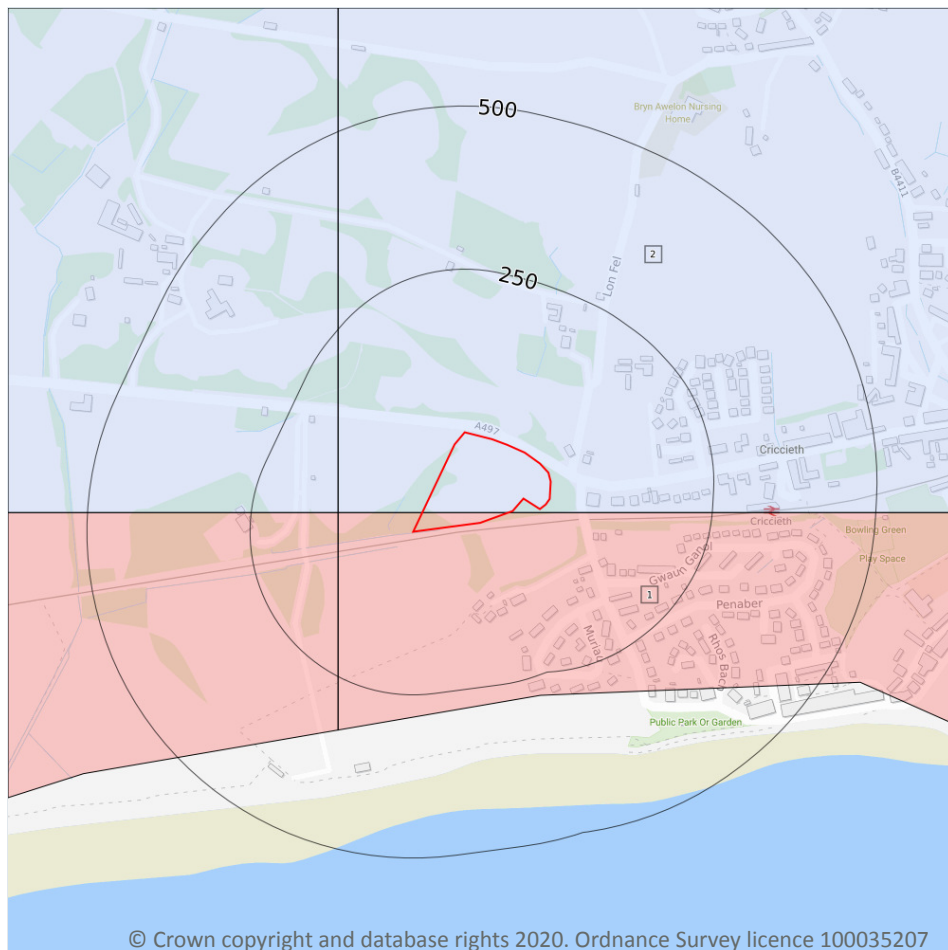 500
Bryn Awelon Nursing
Home
B4411
2
Lon Fel
250
A497
Criccieth
Criccieth
Bowling Green
Play Space
Gwaun Ganol
1
Penaber
Muriau
Rhos Bach
Public Park Or Garden
© Crown copyright and database rights 2020. Ordnance Survey licence 100035207